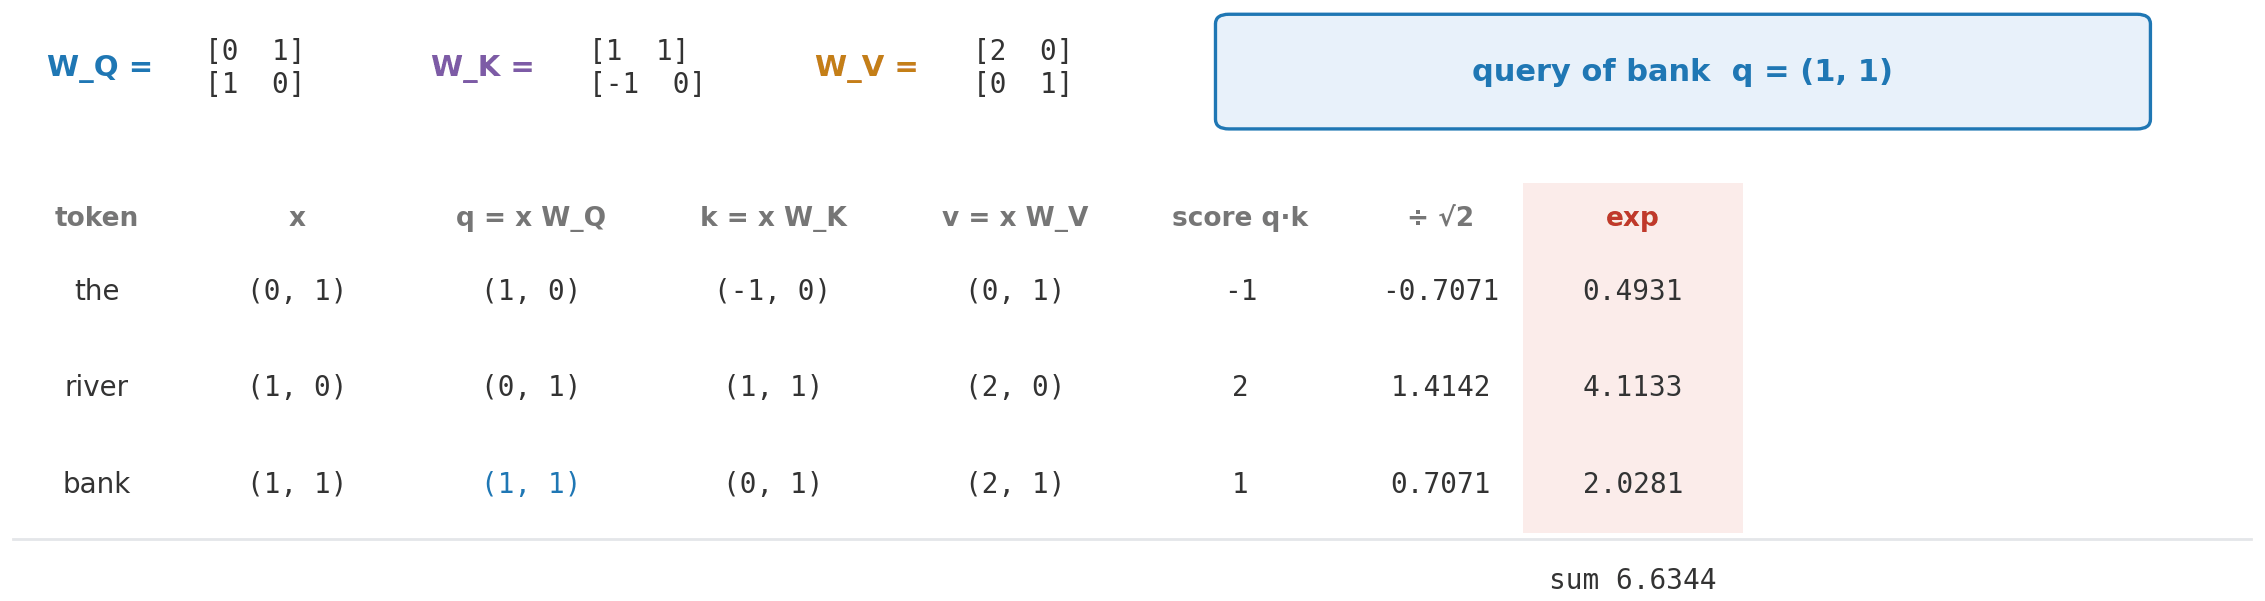 W_Q = [0  1] W_K = [1  1] W_V = [2  0] query of bank  q = (1, 1)
[1  0] [-1  0] [0  1]
token x q = x W_Q k = x W_K v = x W_V score q·k ÷ √2 exp
the (0, 1) (1, 0) (-1, 0) (0, 1) -1 -0.7071 0.4931
river (1, 0) (0, 1) (1, 1) (2, 0) 2 1.4142 4.1133
bank (1, 1) (1, 1) (0, 1) (2, 1) 1 0.7071 2.0281
sum 6.6344